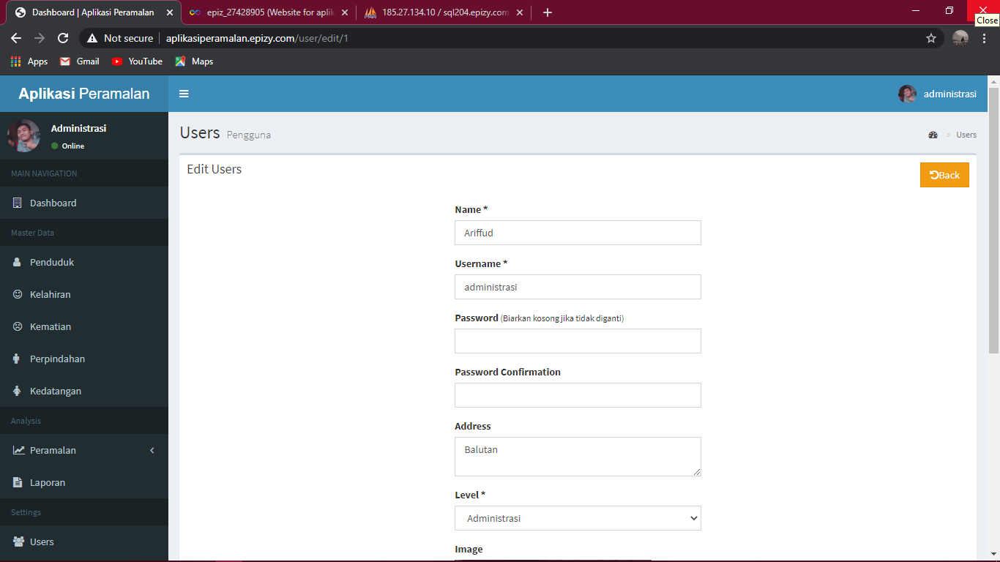 Dashboard | Aplikasi Peramalan
epiz_27428905 (Website for aplik
185.27.134.10 / sql204.epizy.com
Close
Not secure | aplikasiperamalan.epizy.com/user/edit/1
Apps Gmail YouTube Maps
Aplikasi Peramalan
administrasi
Administrasi
Online
MAIN NAVIGATION
Dashboard
Master Data
Penduduk
Kelahiran
Kematian
Perpindahan
Kedatangan
Analysis
Peramalan
Laporan
Settings
Users
Users Pengguna
> Users
Edit Users
Back
Name *
Ariffud
Username *
administrasi
Password (Biarkan kosong jika tidak diganti)
Password Confirmation
Address
Balutan
Level *
Administrasi
Image